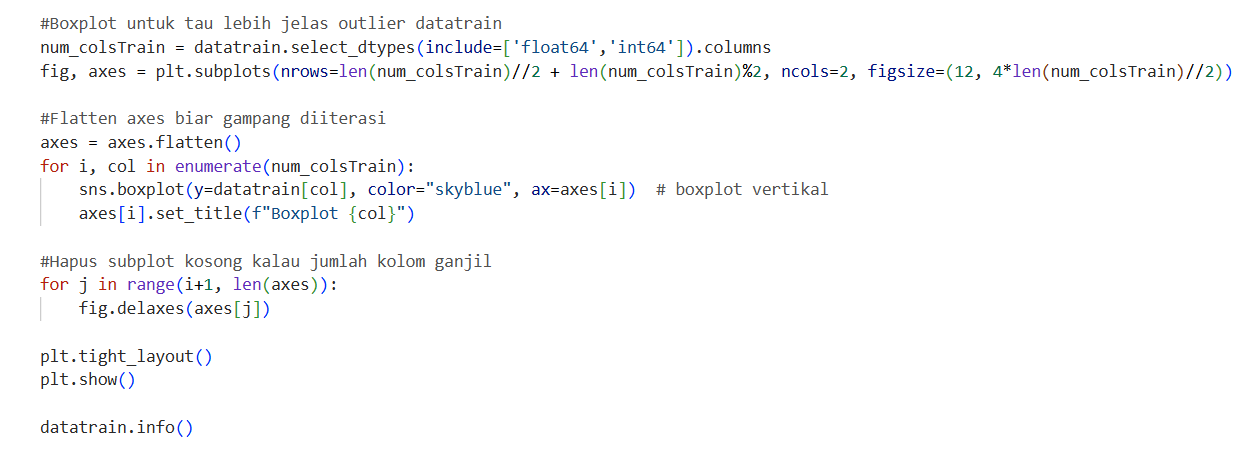 #Boxplot untuk tau lebih jelas outlier datatrain
num_colsTrain = datatrain.select_dtypes(include=['float64','int64']).columns
fig, axes = plt.subplots(nrows=len(num_colsTrain)//2 + len(num_colsTrain)%2, ncols=2, figsize=(12, 4*len(num_colsTrain)//2))
#Flatten axes biar gampang diiterasi
axes = axes.flatten()
for i, col in enumerate(num_colsTrain):
    sns.boxplot(y=datatrain[col], color="skyblue", ax=axes[i])  # boxplot vertikal
    axes[i].set_title(f"Boxplot {col}")
#Hapus subplot kosong kalau jumlah kolom ganjil
for j in range(i+1, len(axes)):
    fig.delaxes(axes[j])
plt.tight_layout()
plt.show()
datatrain.info()